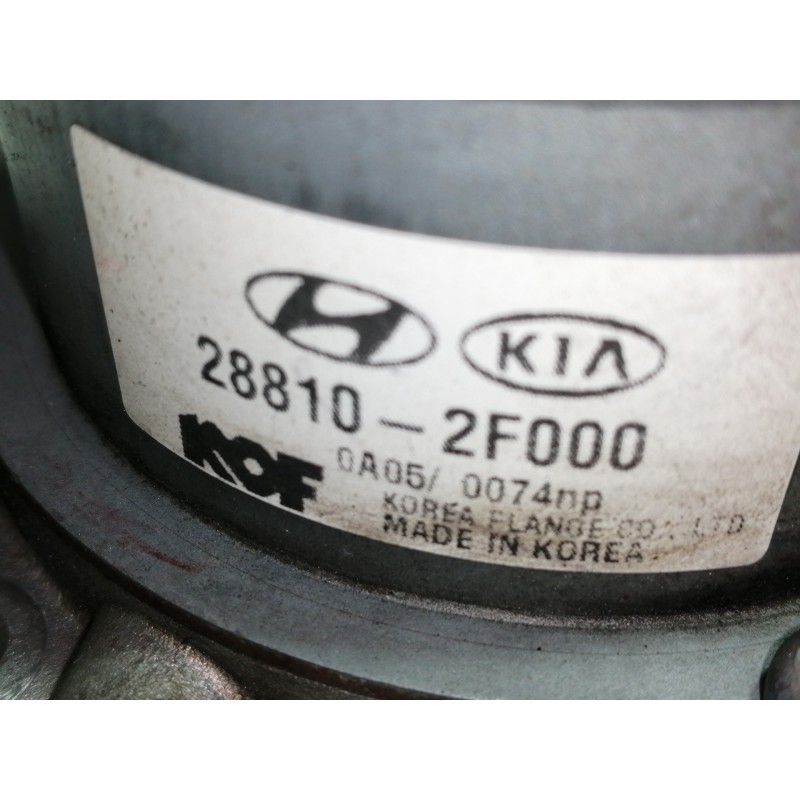 KIA
28810-2F000
KOF 0A05/ 0074np
KOREA FLANGE CO., LTD
MADE IN KOREA